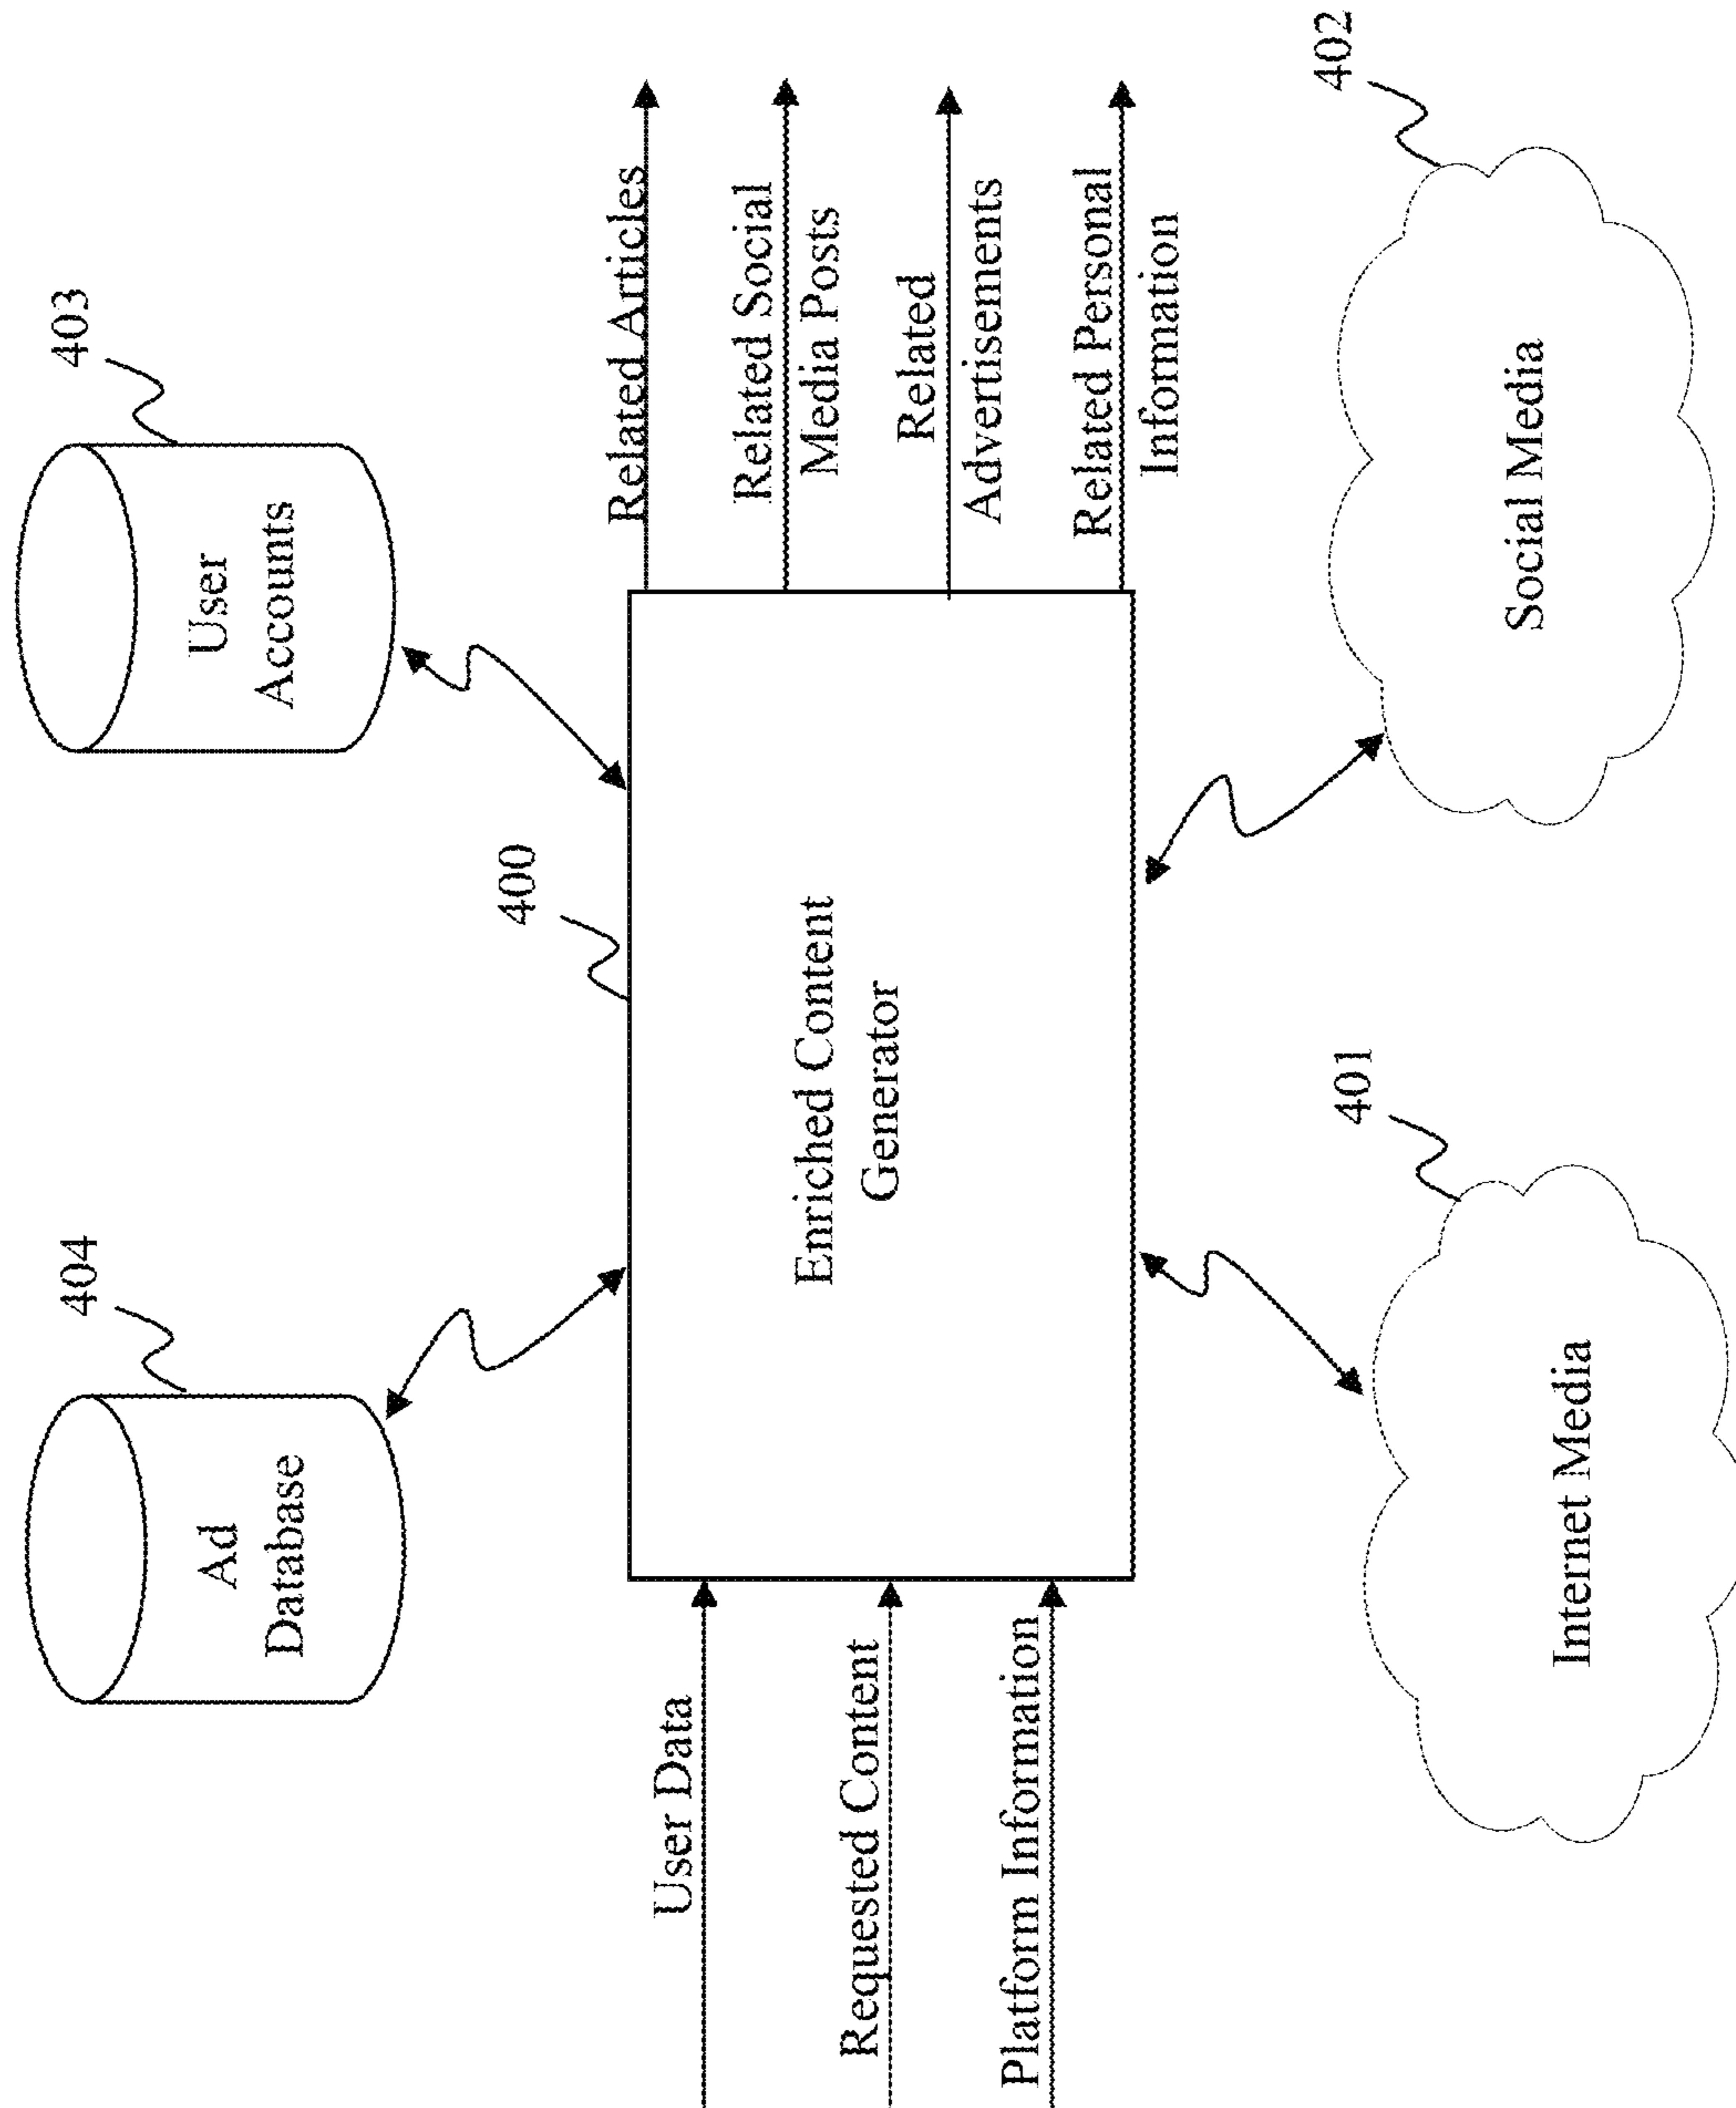 404
403
Ad
Database
User
Accounts
400
User Data
Requested Content
Platform Information
Enriched Content
Generator
Related Articles
Related Social
Media Posts
Related
Advertisements
Related Personal
Information
401
402
Internet Media
Social Media